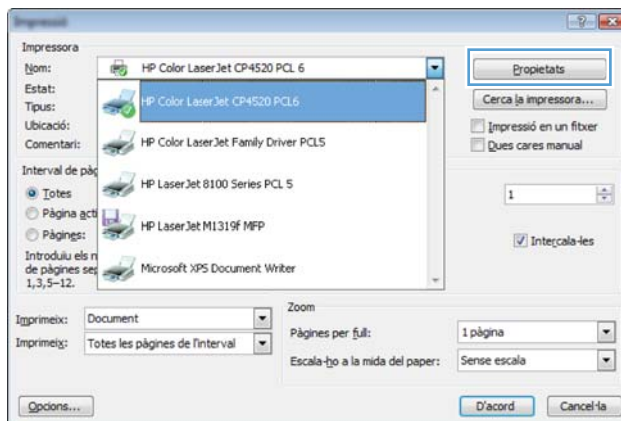 Impressió
Impressora
Nom:
HP Color LaserJet CP4520 PCL 6
Propietats
Estat:
HP Color LaserJet CP4520 PCL6
Cerca la impressora...
Tipus:
Ubicació:
Impressió en un fitxer
Comentari:
HP Color LaserJet Family Driver PCL5
Dues cares manual
Interval de pàg
HP LaserJet 8100 Series PCL 5
Totes
1
Pàgina acti
HP LaserJet M1319f MFP
Pàgines:
Intercala-les
Introduïu els n
de pàgines sep
Microsoft XPS Document Writer
1,3,5–12.
Zoom
Imprimeix:
Document
Pàgines per full:
1 pàgina
Imprimeix:
Totes les pàgines de l'interval
Escala-ho a la mida del paper:
Sense escala
Opcions...
D'acord
Cancel·la